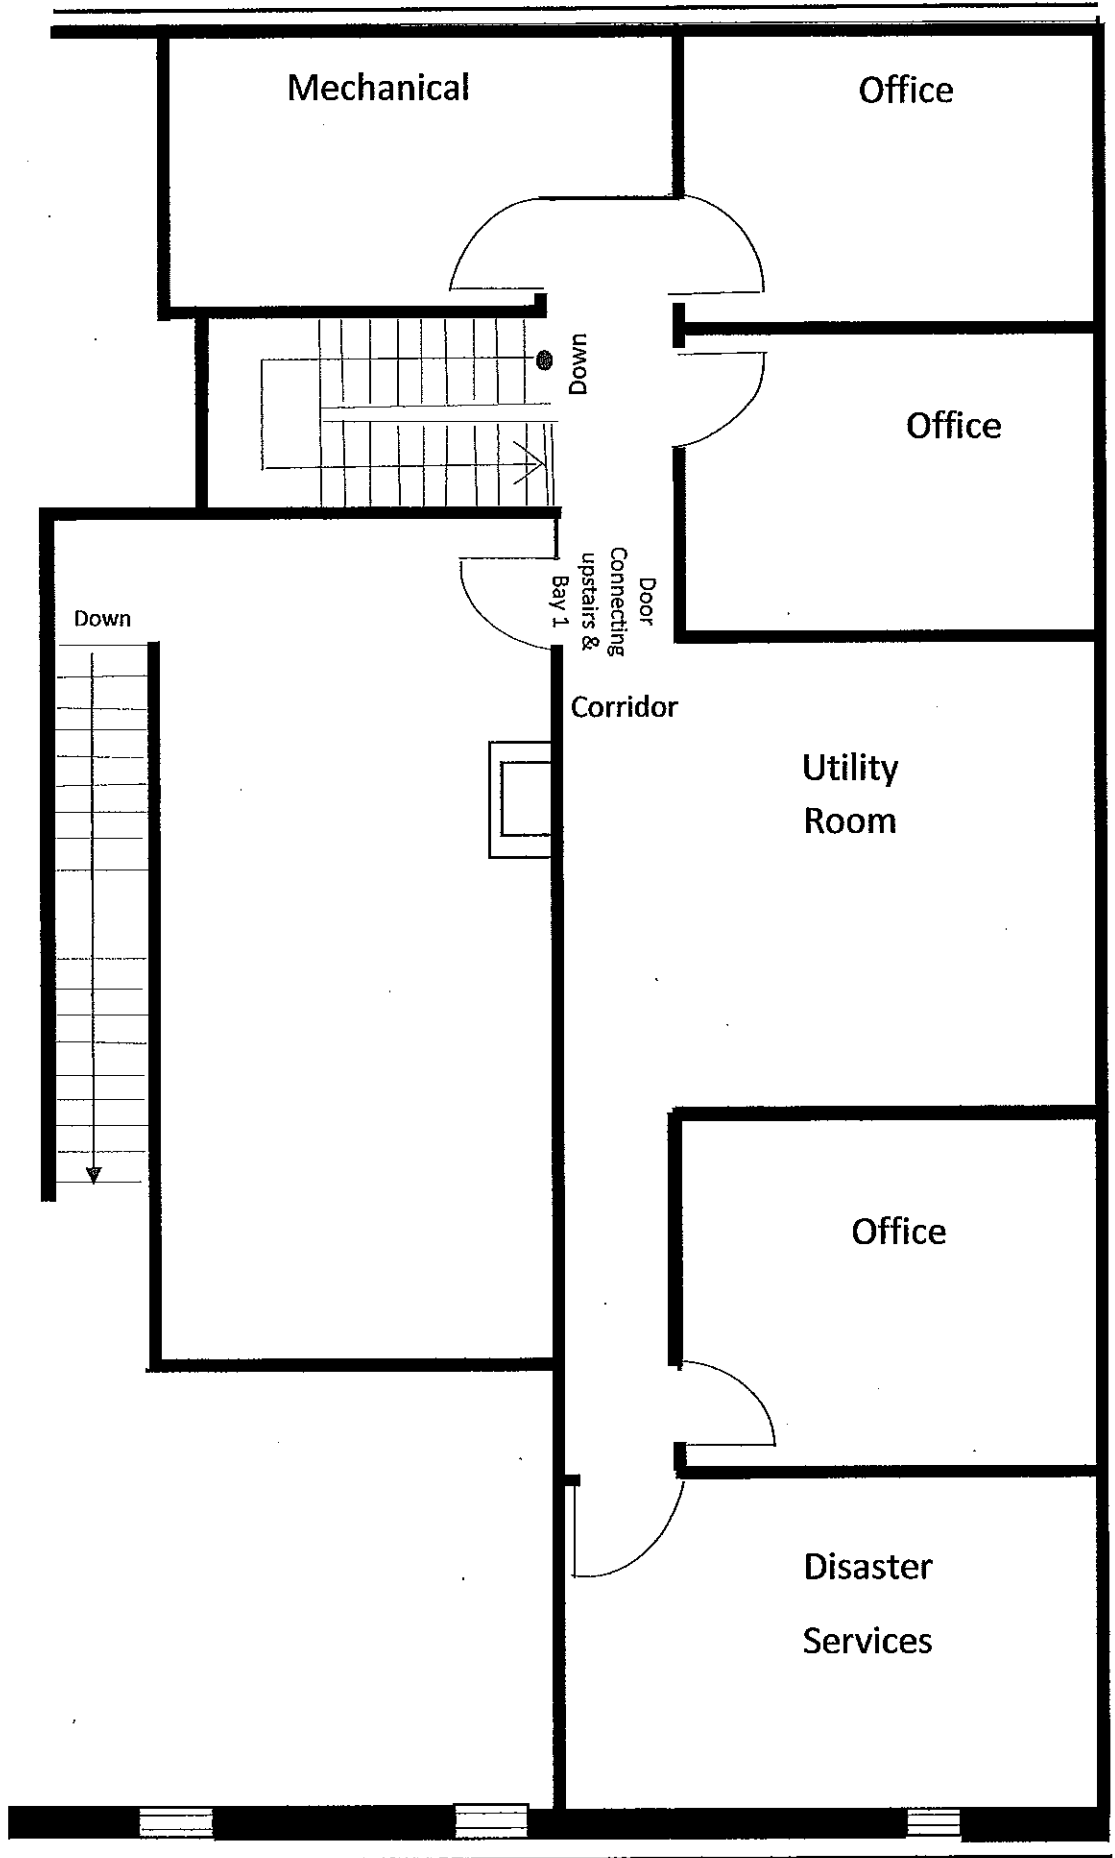 Mechanical
Office
Down
Office
Door
Connecting
upstairs &
Bay 1
Down
Corridor
Utility
Room
Office
Disaster
Services